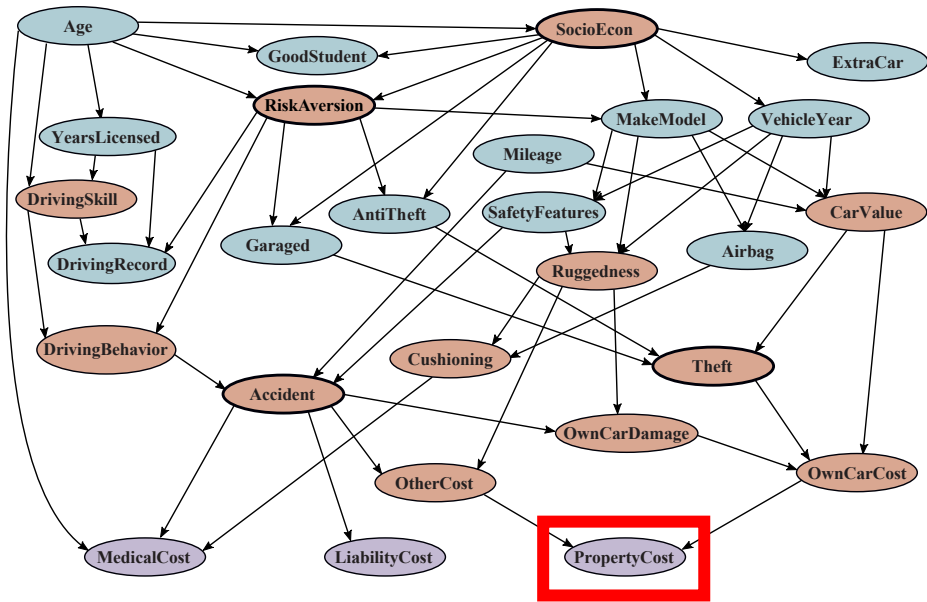 Age
SocioEcon
GoodStudent
ExtraCar
RiskAversion
MakeModel
VehicleYear
YearsLicensed
Mileage
DrivingSkill
AntiTheft
SafetyFeatures
CarValue
Garaged
Airbag
DrivingRecord
Ruggedness
DrivingBehavior
Cushioning
Theft
Accident
OwnCarDamage
OtherCost
OwnCarCost
MedicalCost
LiabilityCost
PropertyCost